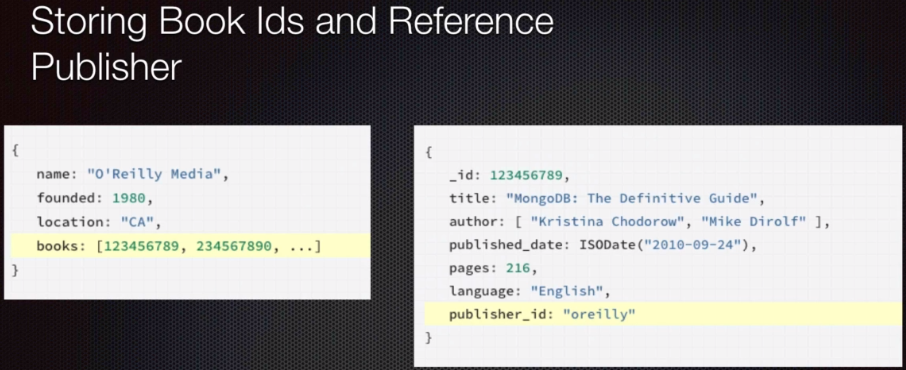 Storing Book Ids and Reference
Publisher
{
name: "O'Reilly Media",
founded: 1980,
location: "CA",
books: [123456789, 234567890, ...]
}
{
_id: 123456789,
title: "MongoDB: The Definitive Guide",
author: [ "Kristina Chodorow", "Mike Dirolf" ],
published_date: ISODate("2010-09-24"),
pages: 216,
language: "English",
publisher_id: "oreilly"
}